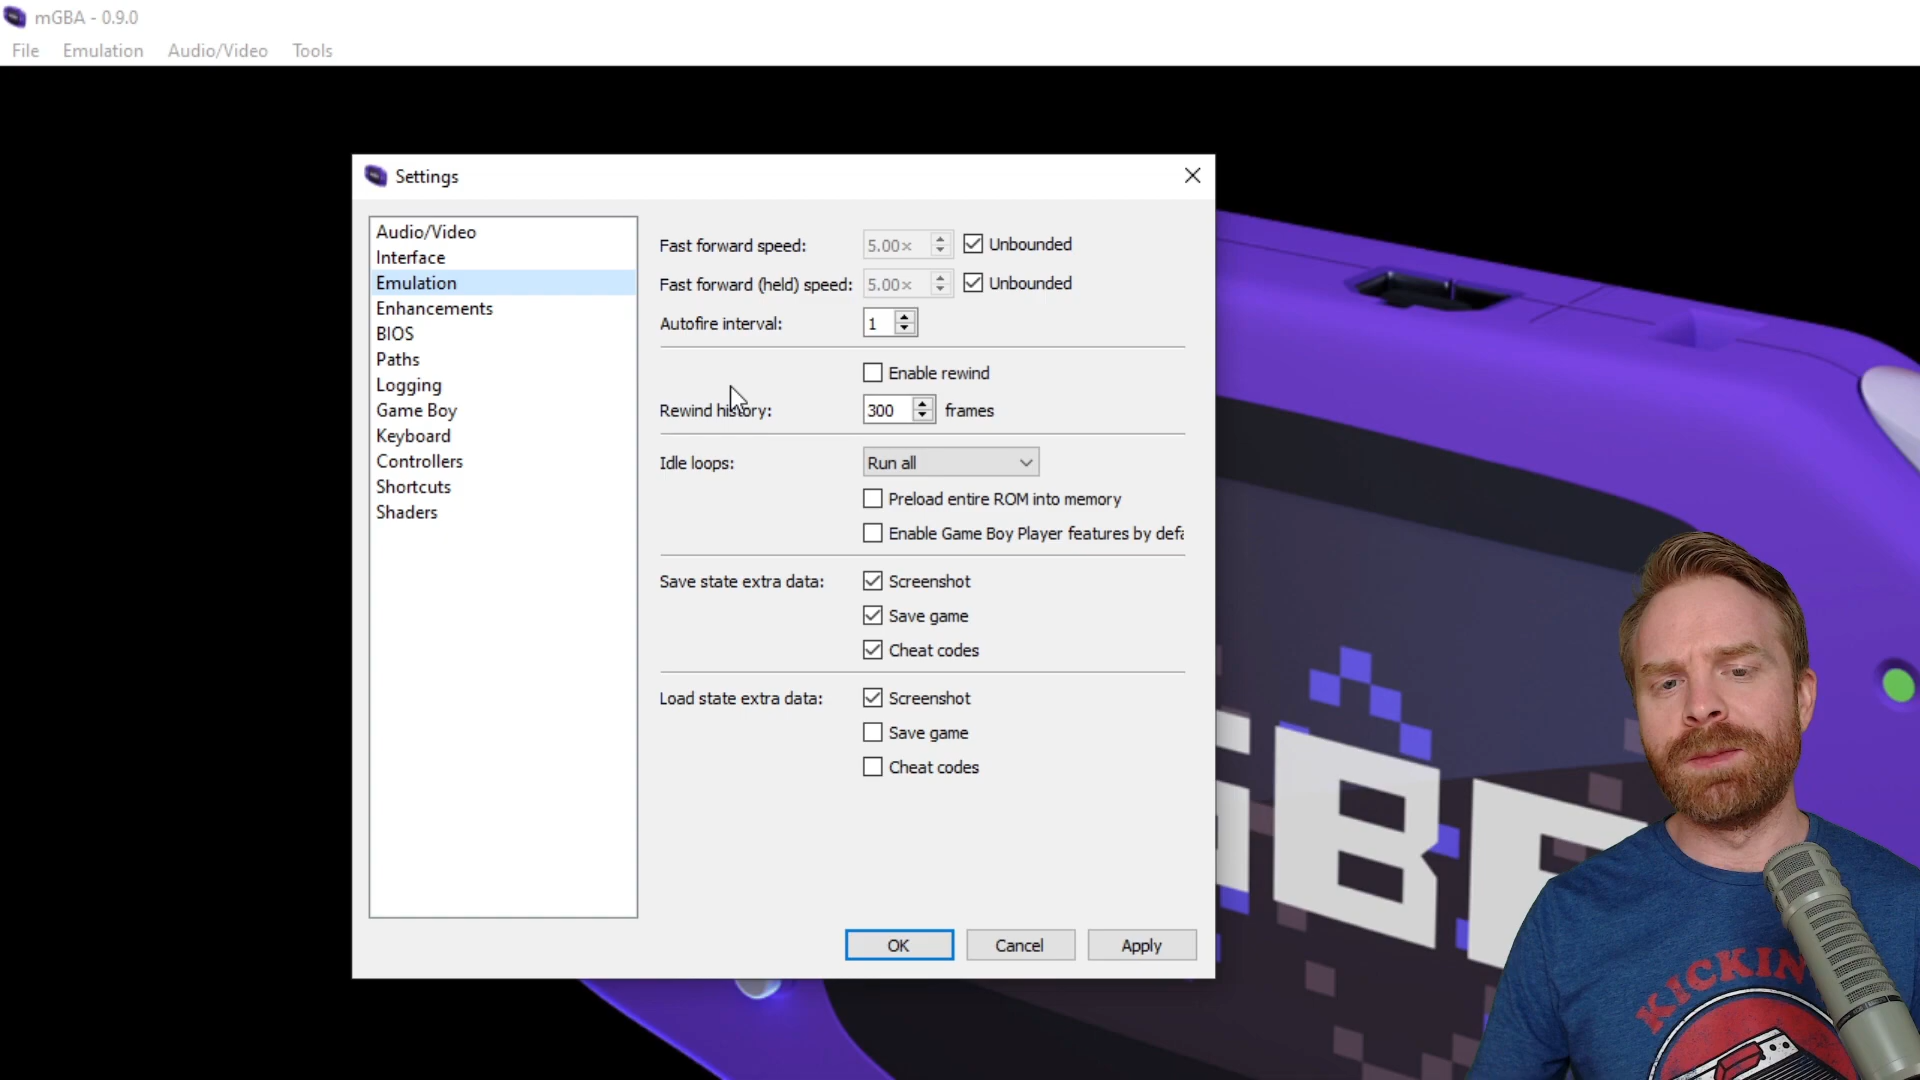 mGBA - 0.9.0
File Emulation Audio/Video Tools
Settings
Audio/Video
Interface
Emulation
Enhancements
BIOS
Paths
Logging
Game Boy
Keyboard
Controllers
Shortcuts
Shaders
Fast forward speed: 5.00× Unbounded
Fast forward (held) speed: 5.00× Unbounded
Autofire interval: 1
Enable rewind
Rewind history: 300 frames
Idle loops: Run all
Preload entire ROM into memory
Enable Game Boy Player features by defa
Save state extra data: Screenshot
Save game
Cheat codes
Load state extra data: Screenshot
Save game
Cheat codes
OK Cancel Apply
GB
KICKIN